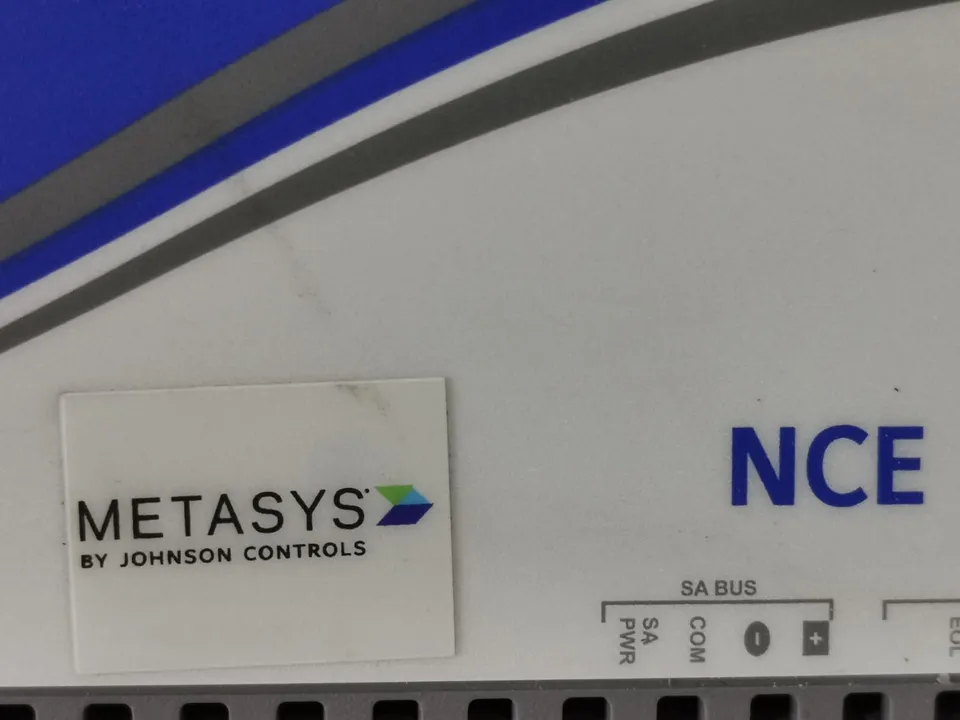 METASYS
BY JOHNSON CONTROLS
NCE
SA BUS
SA PWR
COM
-
+
EOL